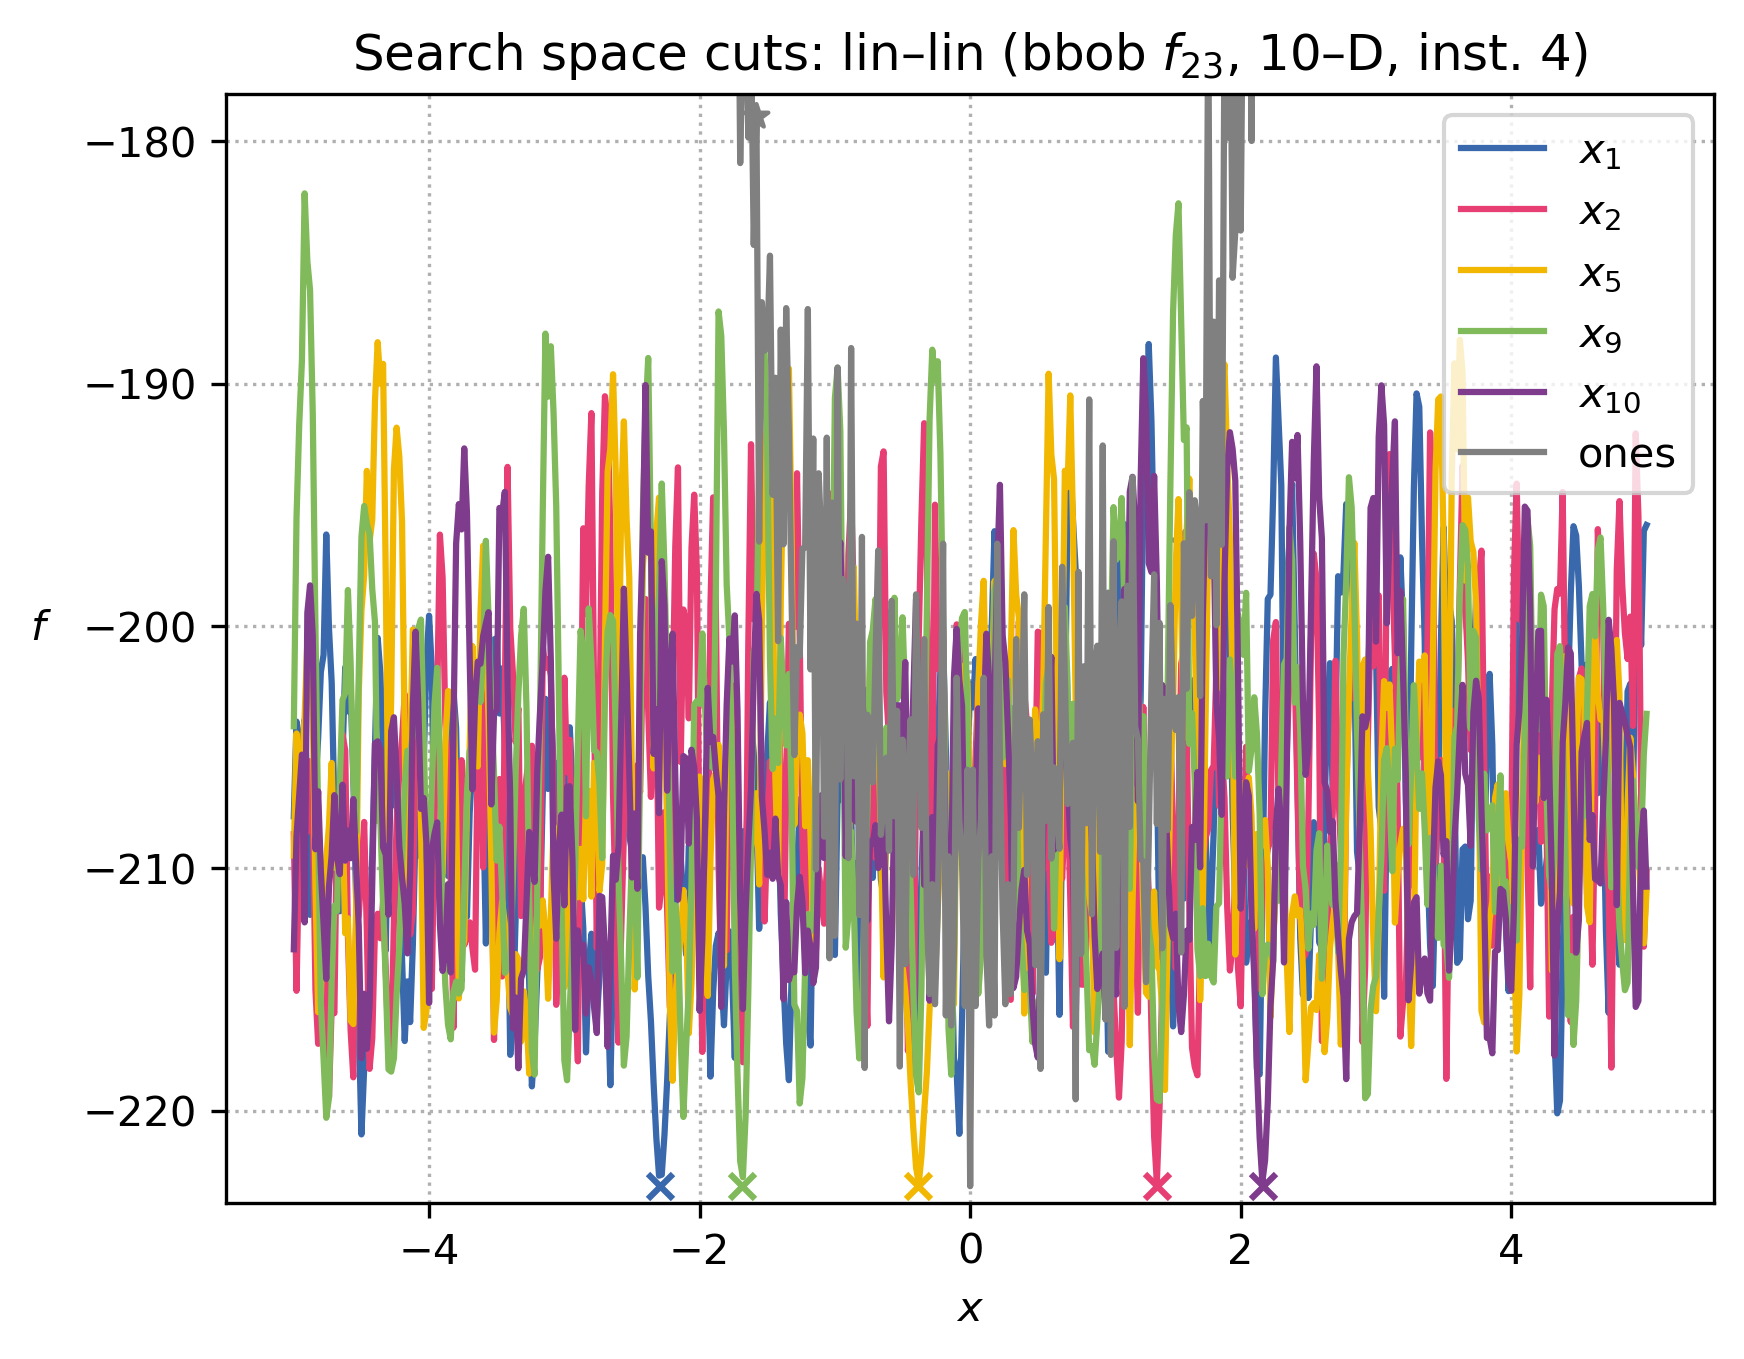 Search space cuts: lin–lin (bbob f23, 10–D, inst. 4)
−180
−190
−200
−210
−220
f
x1
x2
x5
x9
x10
ones
−4 −2 0 2 4
x